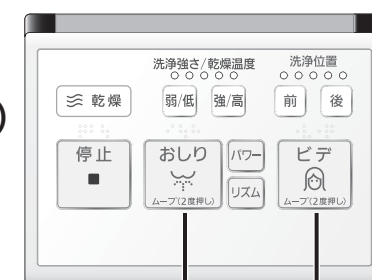 洗浄強さ/乾燥温度
洗浄位置
乾燥
弱/低
強/高
前
後
停止
おしり
ムーブ(2度押し)
パワー
リズム
ビデ
ムーブ(2度押し)